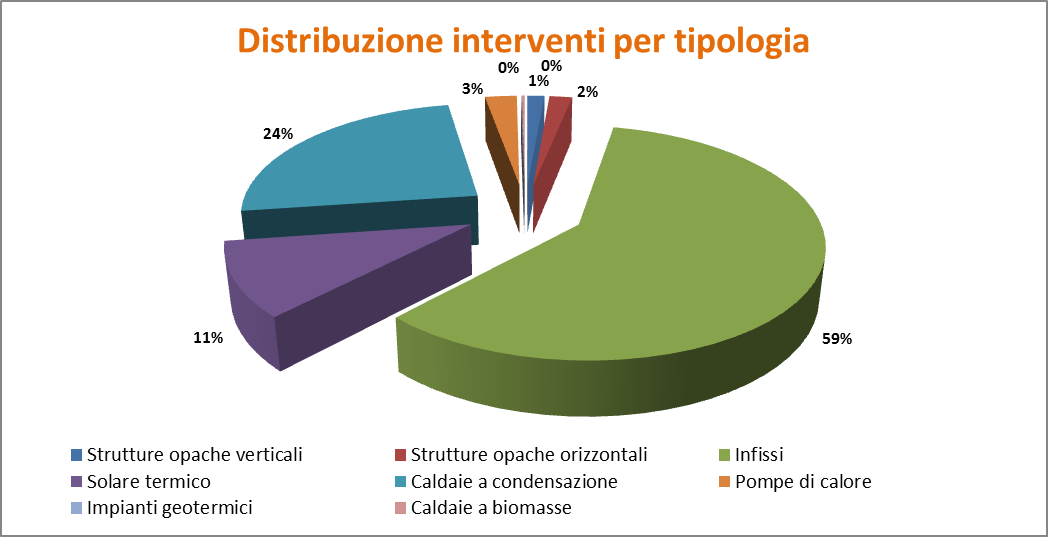 Distribuzione interventi per tipologia
0%
0%
1%
3%
2%
24%
11%
59%
Strutture opache verticali
Strutture opache orizzontali
Infissi
Solare termico
Caldaie a condensazione
Pompe di calore
Impianti geotermici
Caldaie a biomasse